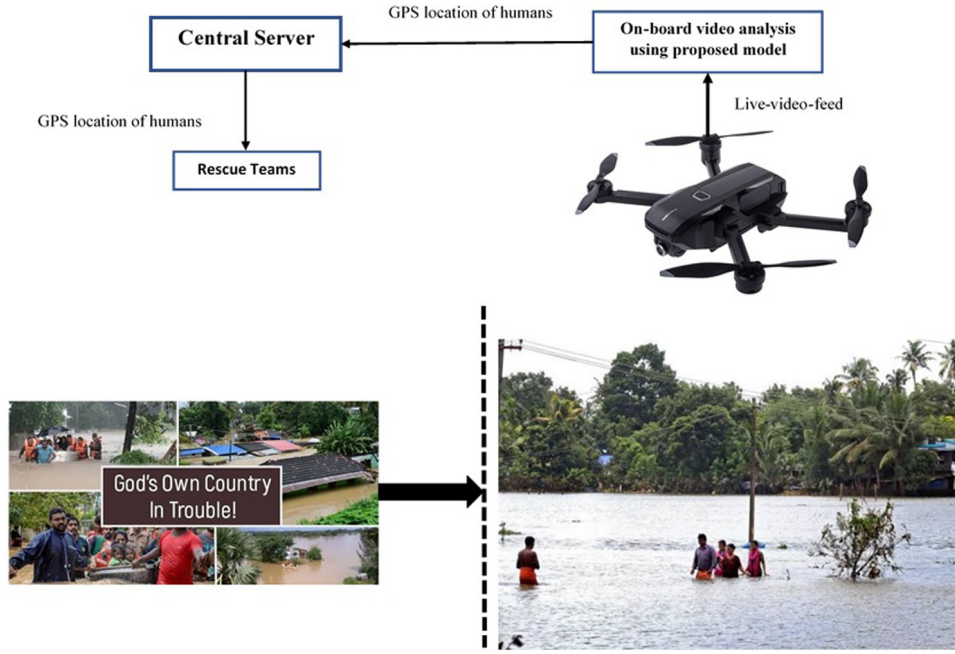 GPS location of humans
Central Server
On-board video analysis
using proposed model
GPS location of humans
Live-video-feed
Rescue Teams
God's Own Country
In Trouble!